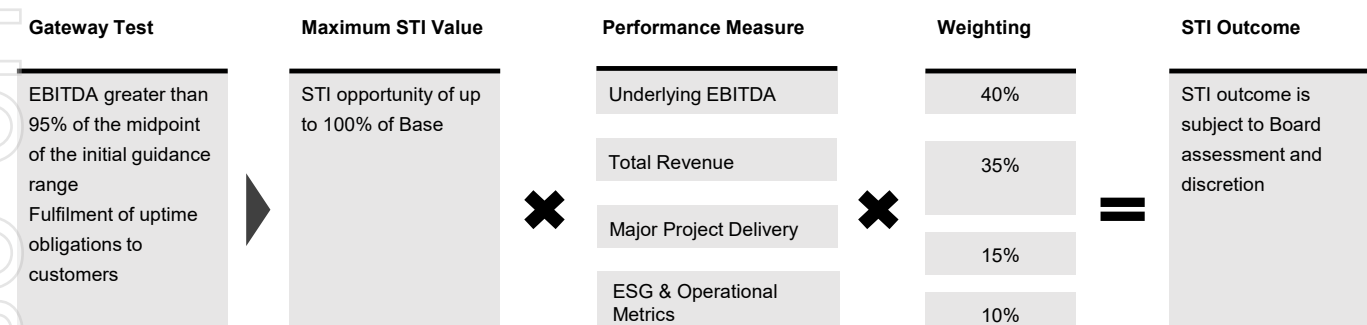 Gateway Test
EBITDA greater than
95% of the midpoint
of the initial guidance
range
Fulfilment of uptime
obligations to
customers
Maximum STI Value
STI opportunity of up
to 100% of Base
Performance Measure
Underlying EBITDA
Total Revenue
Major Project Delivery
ESG & Operational
Metrics
Weighting
40%
35%
15%
10%
STI Outcome
STI outcome is
subject to Board
assessment and
discretion